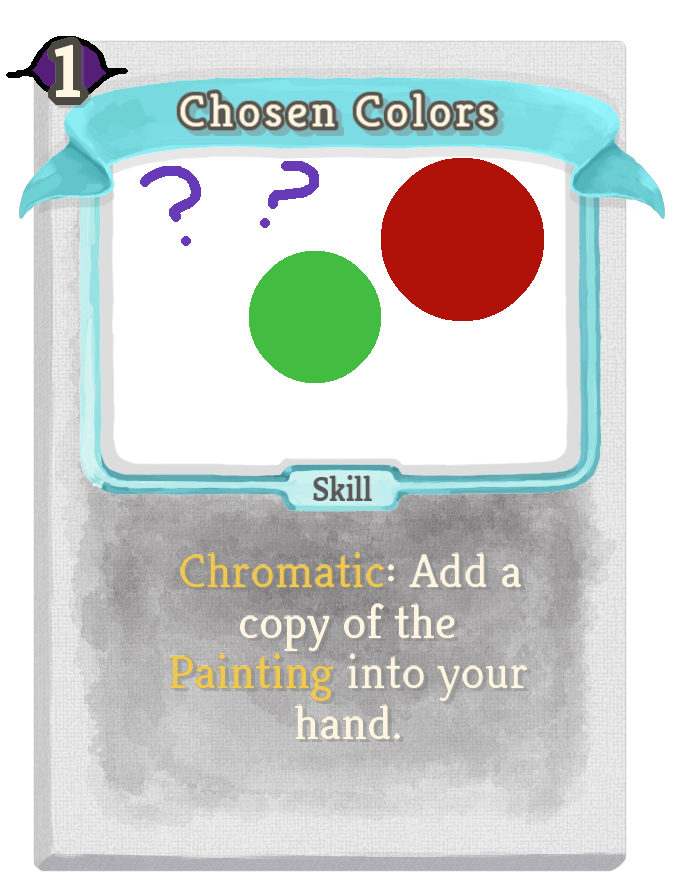 1
Chosen Colors
? ?
Skill
Chromatic: Add a
copy of the
Painting into your
hand.